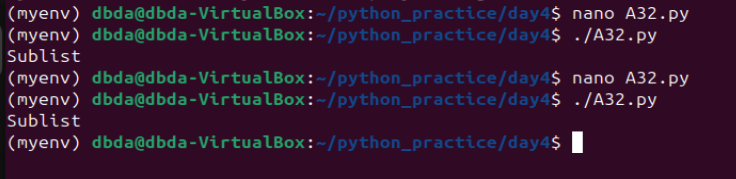 (myenv) dbda@dbda-VirtualBox:~/python_practice/day4$ nano A32.py
(myenv) dbda@dbda-VirtualBox:~/python_practice/day4$ ./A32.py
Sublist
(myenv) dbda@dbda-VirtualBox:~/python_practice/day4$ nano A32.py
(myenv) dbda@dbda-VirtualBox:~/python_practice/day4$ ./A32.py
Sublist
(myenv) dbda@dbda-VirtualBox:~/python_practice/day4$